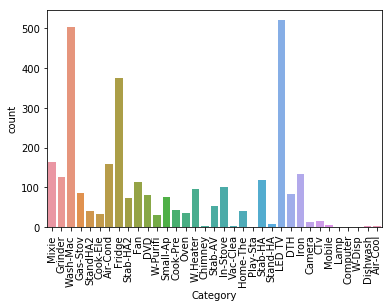 500
400
300
200
100
0
count
Mixie
Grinder
Wash-Mac
Gas-Stov
StandHA2
Cook-Ele
Air-Cond
Fridge
Stab-HA2
Fan
DVD
W-Purifi
Small-Ap
Cook-Pre
Oven
W.Heater
Chimney
Stab-AV
In-Stove
Vac-Clea
Home-The
Play-Sta
Stab-HA
Stand-HA
LED TV
DTH
Iron
Camera
CTV
Mobile
Lamp
Computer
W-Disp
Dishwash
Air-Cool
Category